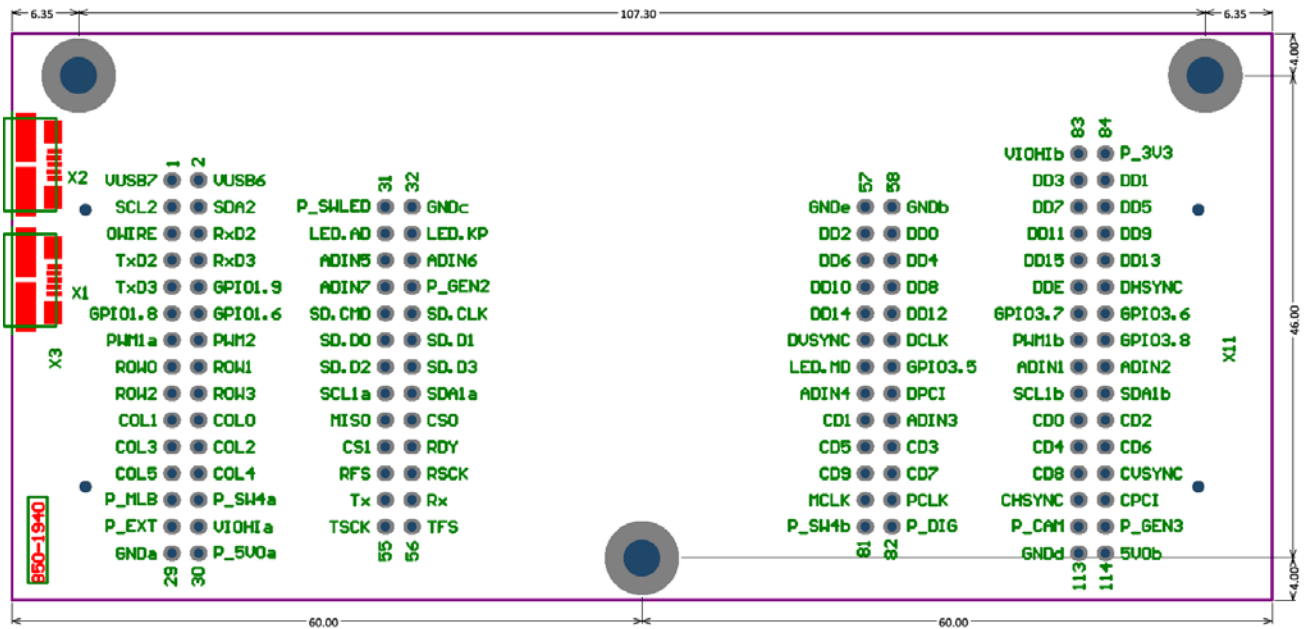 6.35 107.30 6.35
4.00
83 84
VIOHIb P_3V3
1 2 X2 VUSB7 VUSB6 31 32 57 58 DD3 DD1
SCL2 SDA2 P_SWLED GNDc GNDe GNDb DD7 DD5
OWIRE RxD2 LED.AD LED.KP DD2 DD0 DD11 DD9
TxD2 RxD3 ADIN5 ADIN6 DD6 DD4 DD15 DD13
X1 TxD3 GPIO1.9 ADIN7 P_GEN2 DD10 DD8 DDE DHSYNC
GPIO1.8 GPIO1.6 SD.CMD SD.CLK DD14 DD12 GPIO3.7 GPIO3.6 46.00
X3 PWM1a PWM2 SD.D0 SD.D1 DVSYNC DCLK PWM1b GPIO3.8 X11
ROW0 ROW1 SD.D2 SD.D3 LED.MD GPIO3.5 ADIN1 ADIN2
ROW2 ROW3 SCL1a SDA1a ADIN4 DPCI SCL1b SDA1b
COL1 COL0 MISO CS0 CD1 ADIN3 CD0 CD2
COL3 COL2 CS1 RDY CD5 CD3 CD4 CD6
COL5 COL4 RFS RSCK CD9 CD7 CD8 CVSYNC
P_MLB P_SW4a Tx Rx MCLK PCLK CHSYNC CPCI
850-1940 P_EXT VIOHIa TSCK TFS P_SW4b P_DIG P_CAM P_GEN3
GNDa P_5V0a 55 56 81 82 GNDd 5V0b
29 30 113 114 4.00
60.00 60.00